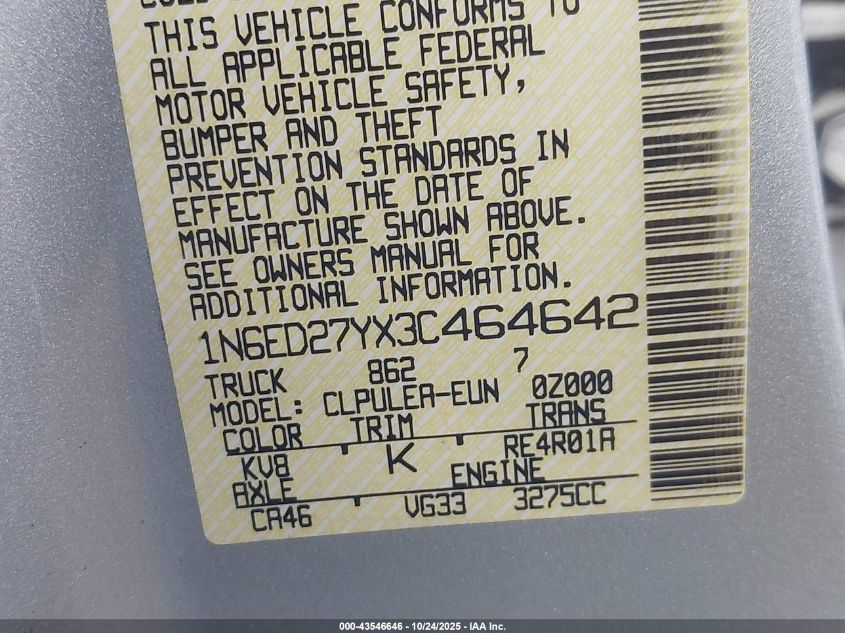 THIS VEHICLE CONFORMS TO
ALL APPLICABLE FEDERAL
MOTOR VEHICLE SAFETY,
BUMPER AND THEFT
PREVENTION STANDARDS IN
EFFECT ON THE DATE OF
MANUFACTURE SHOWN ABOVE.
SEE OWNERS MANUAL FOR
ADDITIONAL INFORMATION.
1N6ED27YX3C464642
TRUCK 862 7
MODEL: CLPULEA-EUN 0Z000
COLOR TRIM TRANS
KV8 K RE4R01A
AXLE ENGINE
CA46 VG33 3275CC
000-43546646 - 10/24/2025 - IAA Inc.